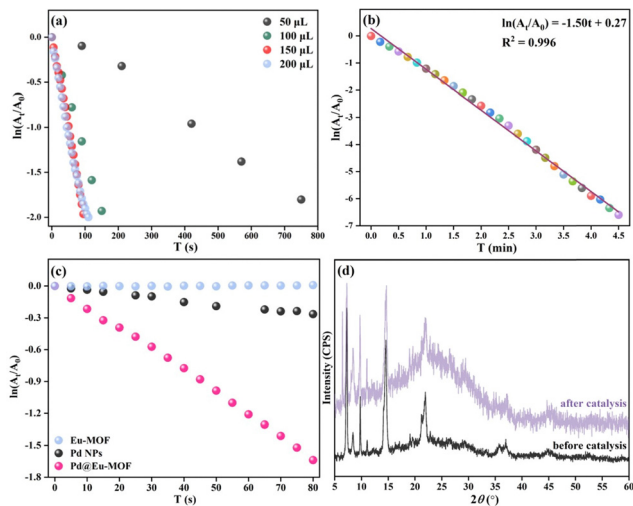 (a)
50 µL
100 µL
150 µL
200 µL
0.0
-0.5
-1.0
-1.5
-2.0
ln(At/A0)
0 100 200 300 400 500 600 700 800
T (s)
(b)
ln(At/A0) = -1.50t + 0.27
R2 = 0.996
1
0
-1
-2
-3
-4
-5
-6
-7
ln(At/A0)
0.0 0.5 1.0 1.5 2.0 2.5 3.0 3.5 4.0 4.5
T (min)
(c)
0.0
-0.3
-0.6
-0.9
-1.2
-1.5
-1.8
ln(At/A0)
Eu-MOF
Pd NPs
Pd@Eu-MOF
0 10 20 30 40 50 60 70 80
T (s)
(d)
Intensity (CPS)
after catalysis
before catalysis
5 10 15 20 25 30 35 40 45 50 55 60
2θ (°)